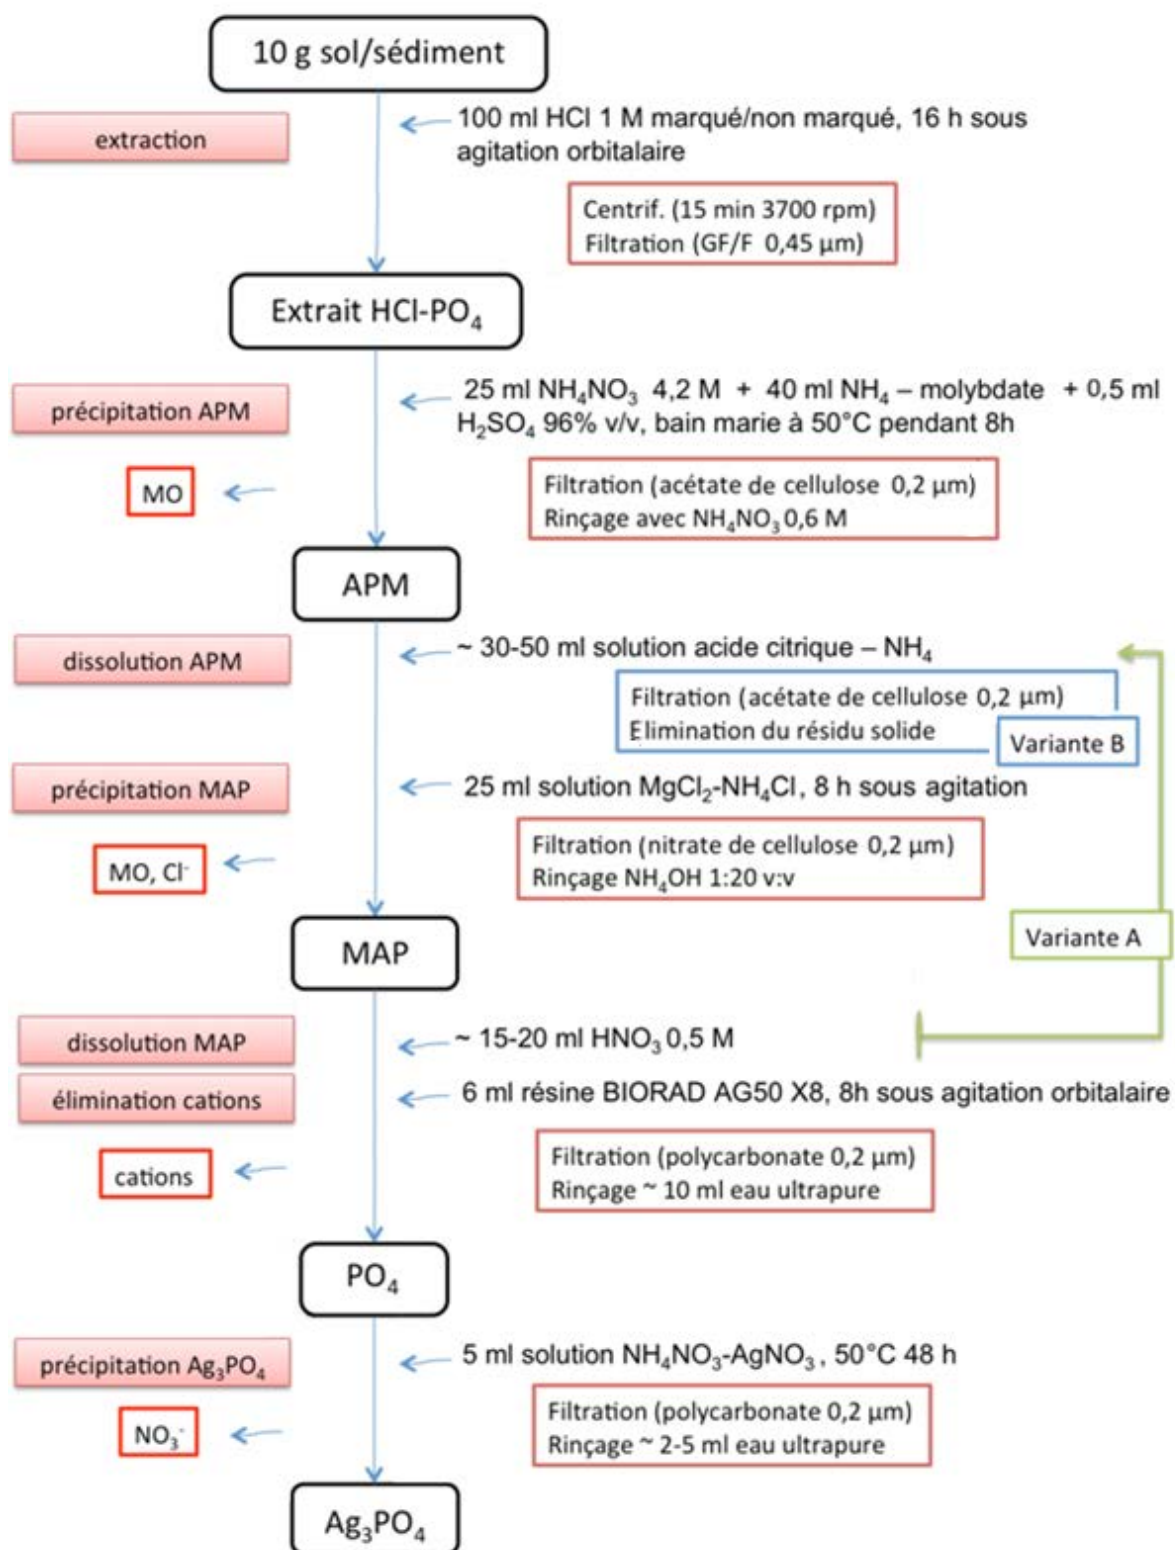 10 g sol/sédiment
extraction
100 ml HCl 1 M marqué/non marqué, 16 h sous
agitation orbitalaire
Centrif. (15 min 3700 rpm)
Filtration (GF/F 0,45 µm)
Extrait HCl-PO₄
précipitation APM
25 ml NH₄NO₃ 4,2 M + 40 ml NH₄ – molybdate + 0,5 ml
H₂SO₄ 96% v/v, bain marie à 50°C pendant 8h
MO
Filtration (acétate de cellulose 0,2 µm)
Rinçage avec NH₄NO₃ 0,6 M
APM
dissolution APM
~ 30-50 ml solution acide citrique – NH₄
Filtration (acétate de cellulose 0,2 µm)
Elimination du résidu solide
Variante B
précipitation MAP
25 ml solution MgCl₂-NH₄Cl, 8 h sous agitation
MO, Cl⁻
Filtration (nitrate de cellulose 0,2 µm)
Rinçage NH₄OH 1:20 v:v
MAP
Variante A
dissolution MAP
~ 15-20 ml HNO₃ 0,5 M
élimination cations
6 ml résine BIORAD AG50 X8, 8h sous agitation orbitalaire
cations
Filtration (polycarbonate 0,2 µm)
Rinçage ~ 10 ml eau ultrapure
PO₄
précipitation Ag₃PO₄
5 ml solution NH₄NO₃-AgNO₃ , 50°C 48 h
NO₃⁻
Filtration (polycarbonate 0,2 µm)
Rinçage ~ 2-5 ml eau ultrapure
Ag₃PO₄